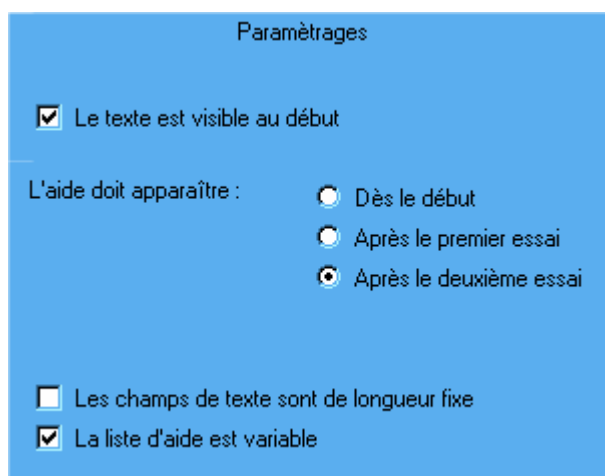 Paramètrages
Le texte est visible au début
L'aide doit apparaître :
Dès le début
Après le premier essai
Après le deuxième essai
Les champs de texte sont de longueur fixe
La liste d'aide est variable